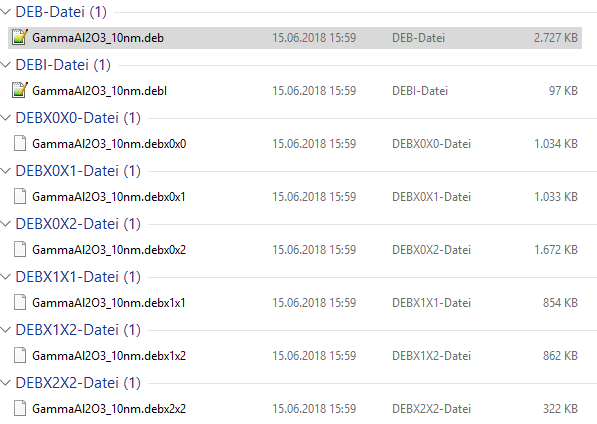 DEB-Datei (1)
GammaAl2O3_10nm.deb 15.06.2018 15:59 DEB-Datei 2.727 KB
DEBI-Datei (1)
GammaAl2O3_10nm.debI 15.06.2018 15:59 DEBI-Datei 97 KB
DEBX0X0-Datei (1)
GammaAl2O3_10nm.debx0x0 15.06.2018 15:59 DEBX0X0-Datei 1.034 KB
DEBX0X1-Datei (1)
GammaAl2O3_10nm.debx0x1 15.06.2018 15:59 DEBX0X1-Datei 1.033 KB
DEBX0X2-Datei (1)
GammaAl2O3_10nm.debx0x2 15.06.2018 15:59 DEBX0X2-Datei 1.672 KB
DEBX1X1-Datei (1)
GammaAl2O3_10nm.debx1x1 15.06.2018 15:59 DEBX1X1-Datei 854 KB
DEBX1X2-Datei (1)
GammaAl2O3_10nm.debx1x2 15.06.2018 15:59 DEBX1X2-Datei 862 KB
DEBX2X2-Datei (1)
GammaAl2O3_10nm.debx2x2 15.06.2018 15:59 DEBX2X2-Datei 322 KB